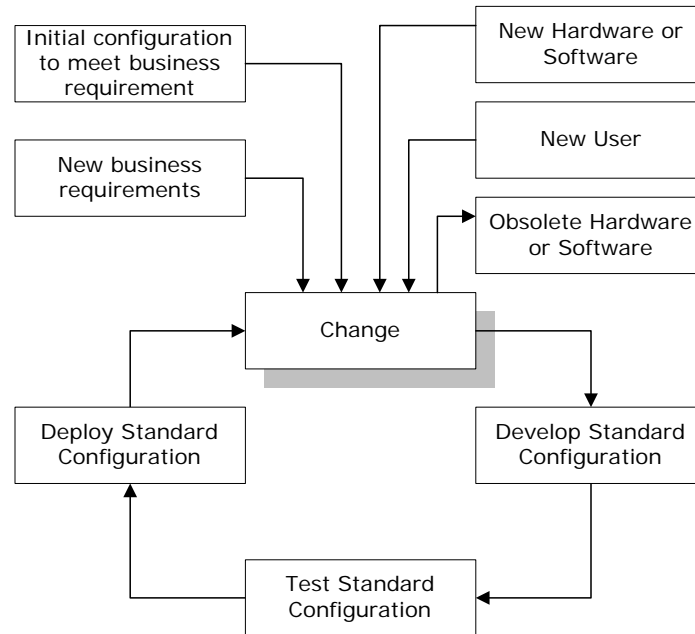 Initial configuration
to meet business
requirement
New Hardware or
Software
New User
New business
requirements
Obsolete Hardware
or Software
Change
Deploy Standard
Configuration
Develop Standard
Configuration
Test Standard
Configuration